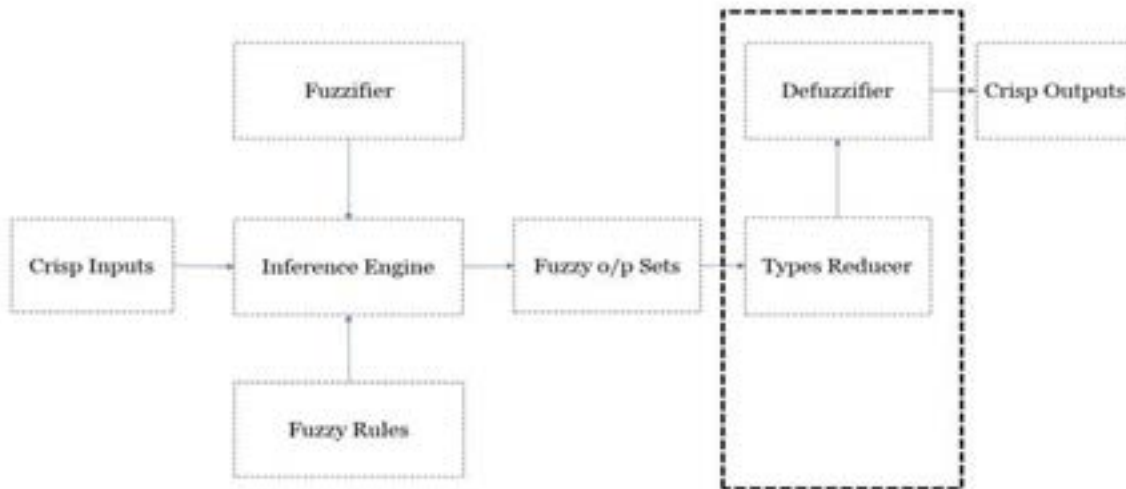 Fuzzifier
Defuzzifier
Crisp Outputs
Crisp Inputs
Inference Engine
Fuzzy o/p Sets
Types Reducer
Fuzzy Rules